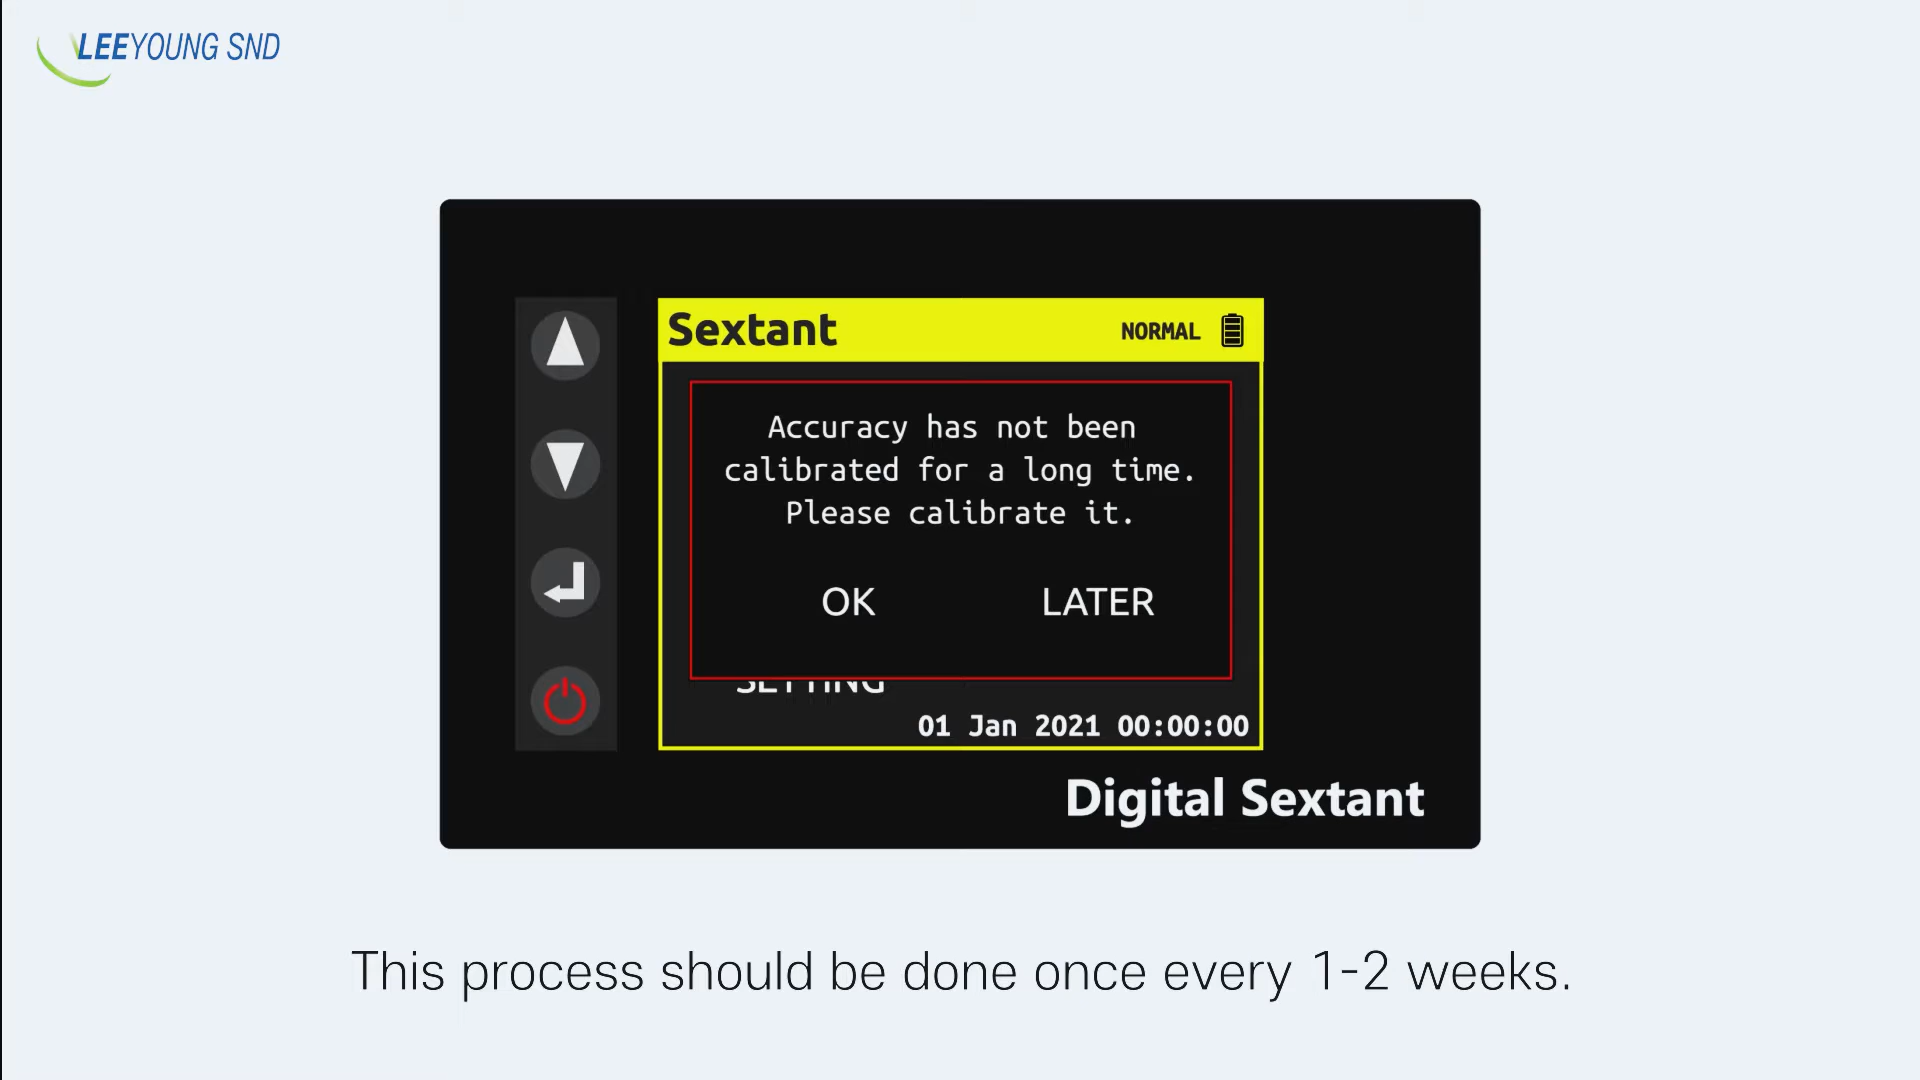 LEEYOUNG SND
Sextant
NORMAL
Accuracy has not been
calibrated for a long time.
Please calibrate it.
OK LATER
SETTING
01 Jan 2021 00:00:00
Digital Sextant
This process should be done once every 1-2 weeks.